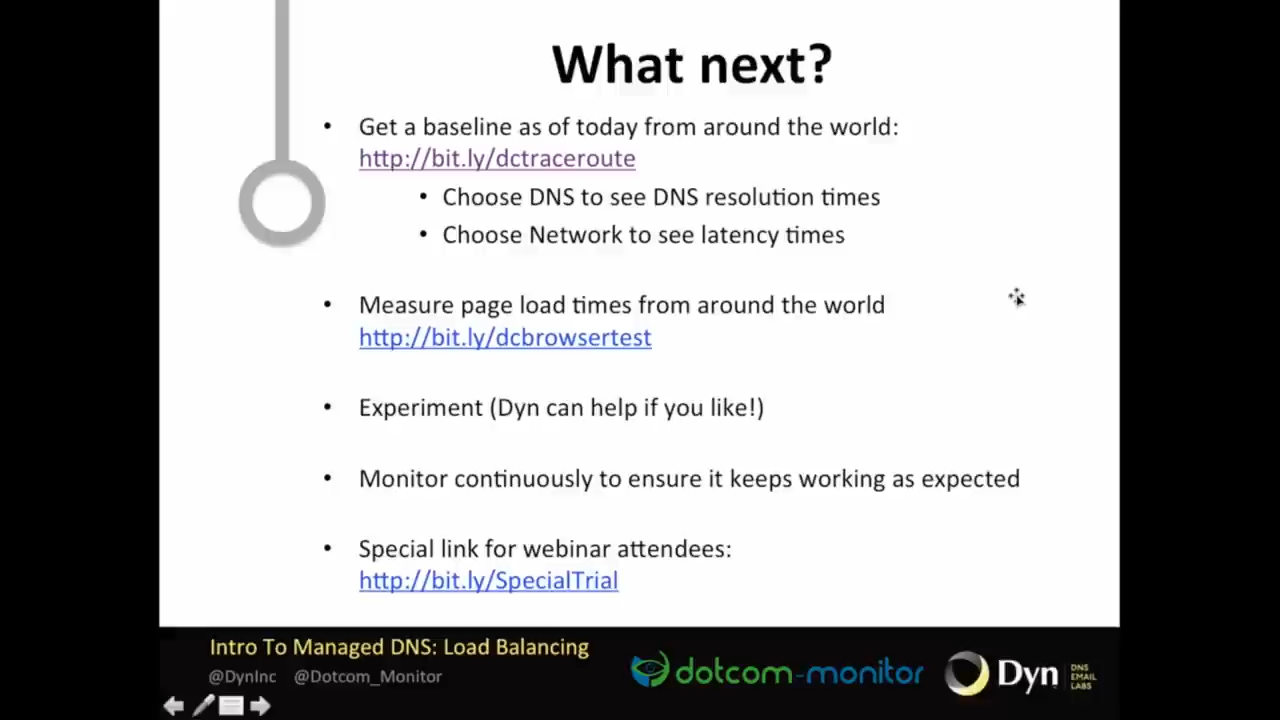 What next?
• Get a baseline as of today from around the world:
http://bit.ly/dctraceroute
• Choose DNS to see DNS resolution times
• Choose Network to see latency times
• Measure page load times from around the world
http://bit.ly/dcbrowsertest
• Experiment (Dyn can help if you like!)
• Monitor continuously to ensure it keeps working as expected
• Special link for webinar attendees:
http://bit.ly/SpecialTrial
Intro To Managed DNS: Load Balancing
@DynInc @Dotcom_Monitor
dotcom-monitor
Dyn
DNS
EMAIL
LABS